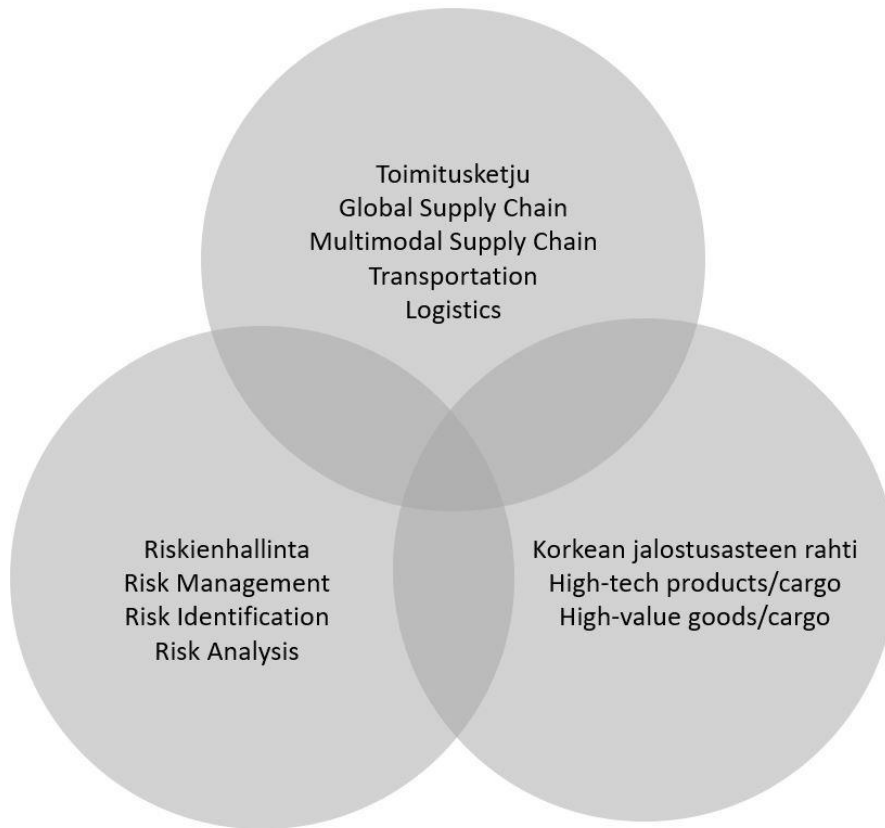 Toimitusketju
Global Supply Chain
Multimodal Supply Chain
Transportation
Logistics
Riskienhallinta
Risk Management
Risk Identification
Risk Analysis
Korkean jalostusasteen rahti
High-tech products/cargo
High-value goods/cargo